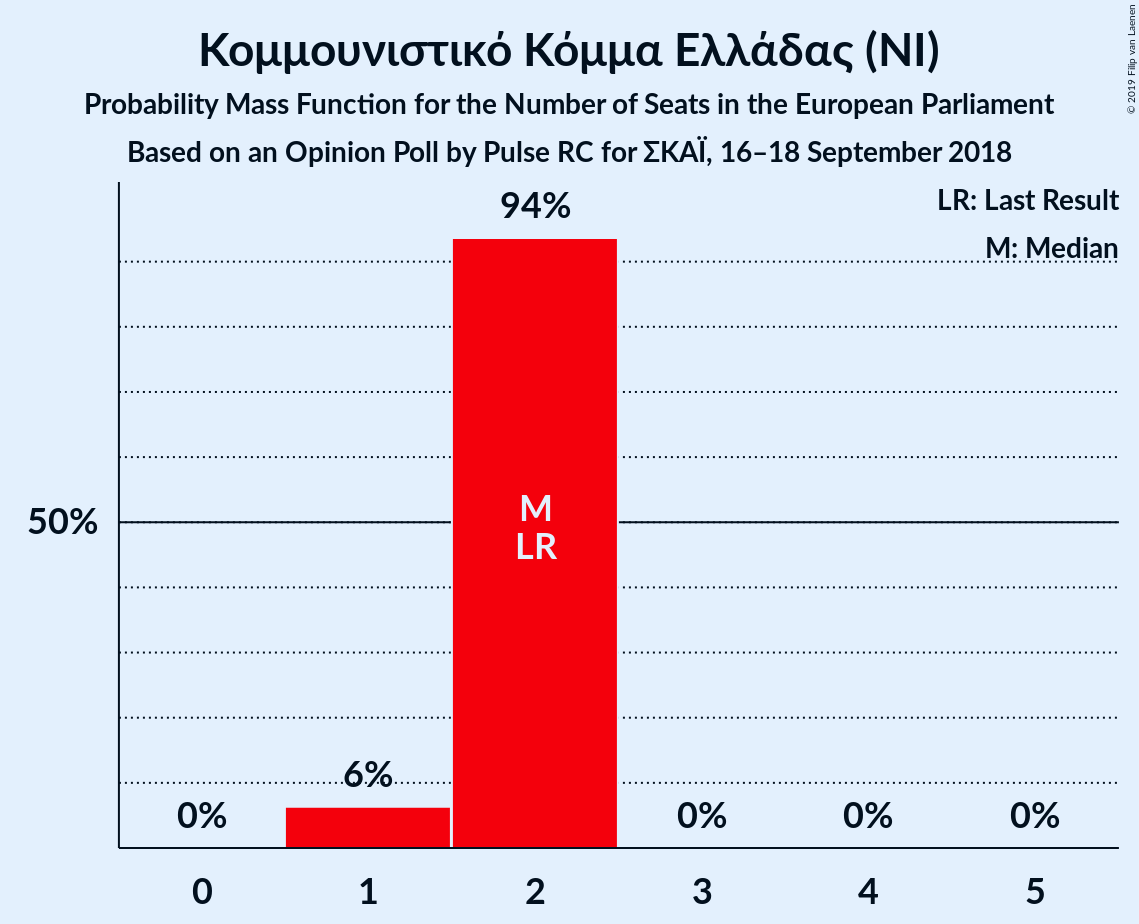 Κομμουνιστικό Κόμμα Ελλάδας (NI)
Probability Mass Function for the Number of Seats in the European Parliament
Based on an Opinion Poll by Pulse RC for ΣΚΑΪ, 16–18 September 2018
© 2019 Filip van Laenen
LR: Last Result
M: Median
94%
50%
M
LR
6%
0%
0%
0%
0%
0
1
2
3
4
5